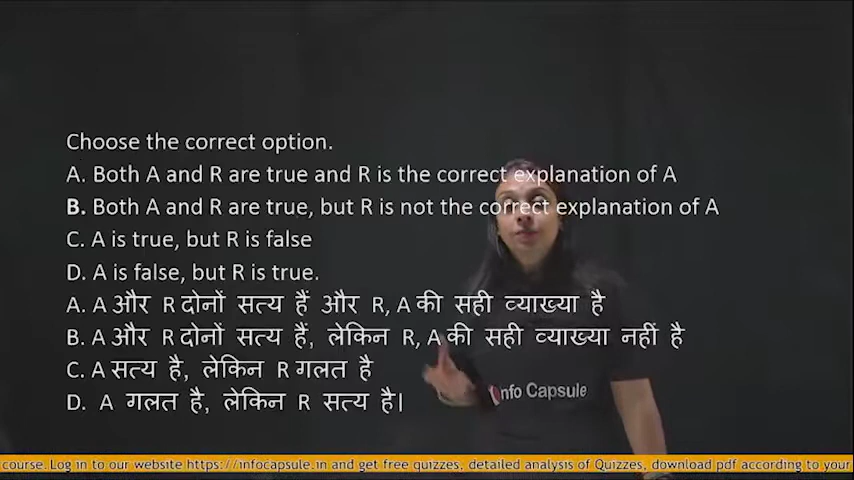 Choose the correct option.
A. Both A and R are true and R is the correct explanation of A
B. Both A and R are true, but R is not the correct explanation of A
C. A is true, but R is false
D. A is false, but R is true.
A. A और R दोनों सत्य हैं और R, A की सही व्याख्या है
B. A और R दोनों सत्य हैं, लेकिन R, A की सही व्याख्या नहीं है
C. A सत्य है, लेकिन R गलत है
D. A गलत है, लेकिन R सत्य है।
Info Capsule
course. Log in to our website https://infocapsule.in and get free quizzes, detailed analysis of Quizzes, download pdf according to your